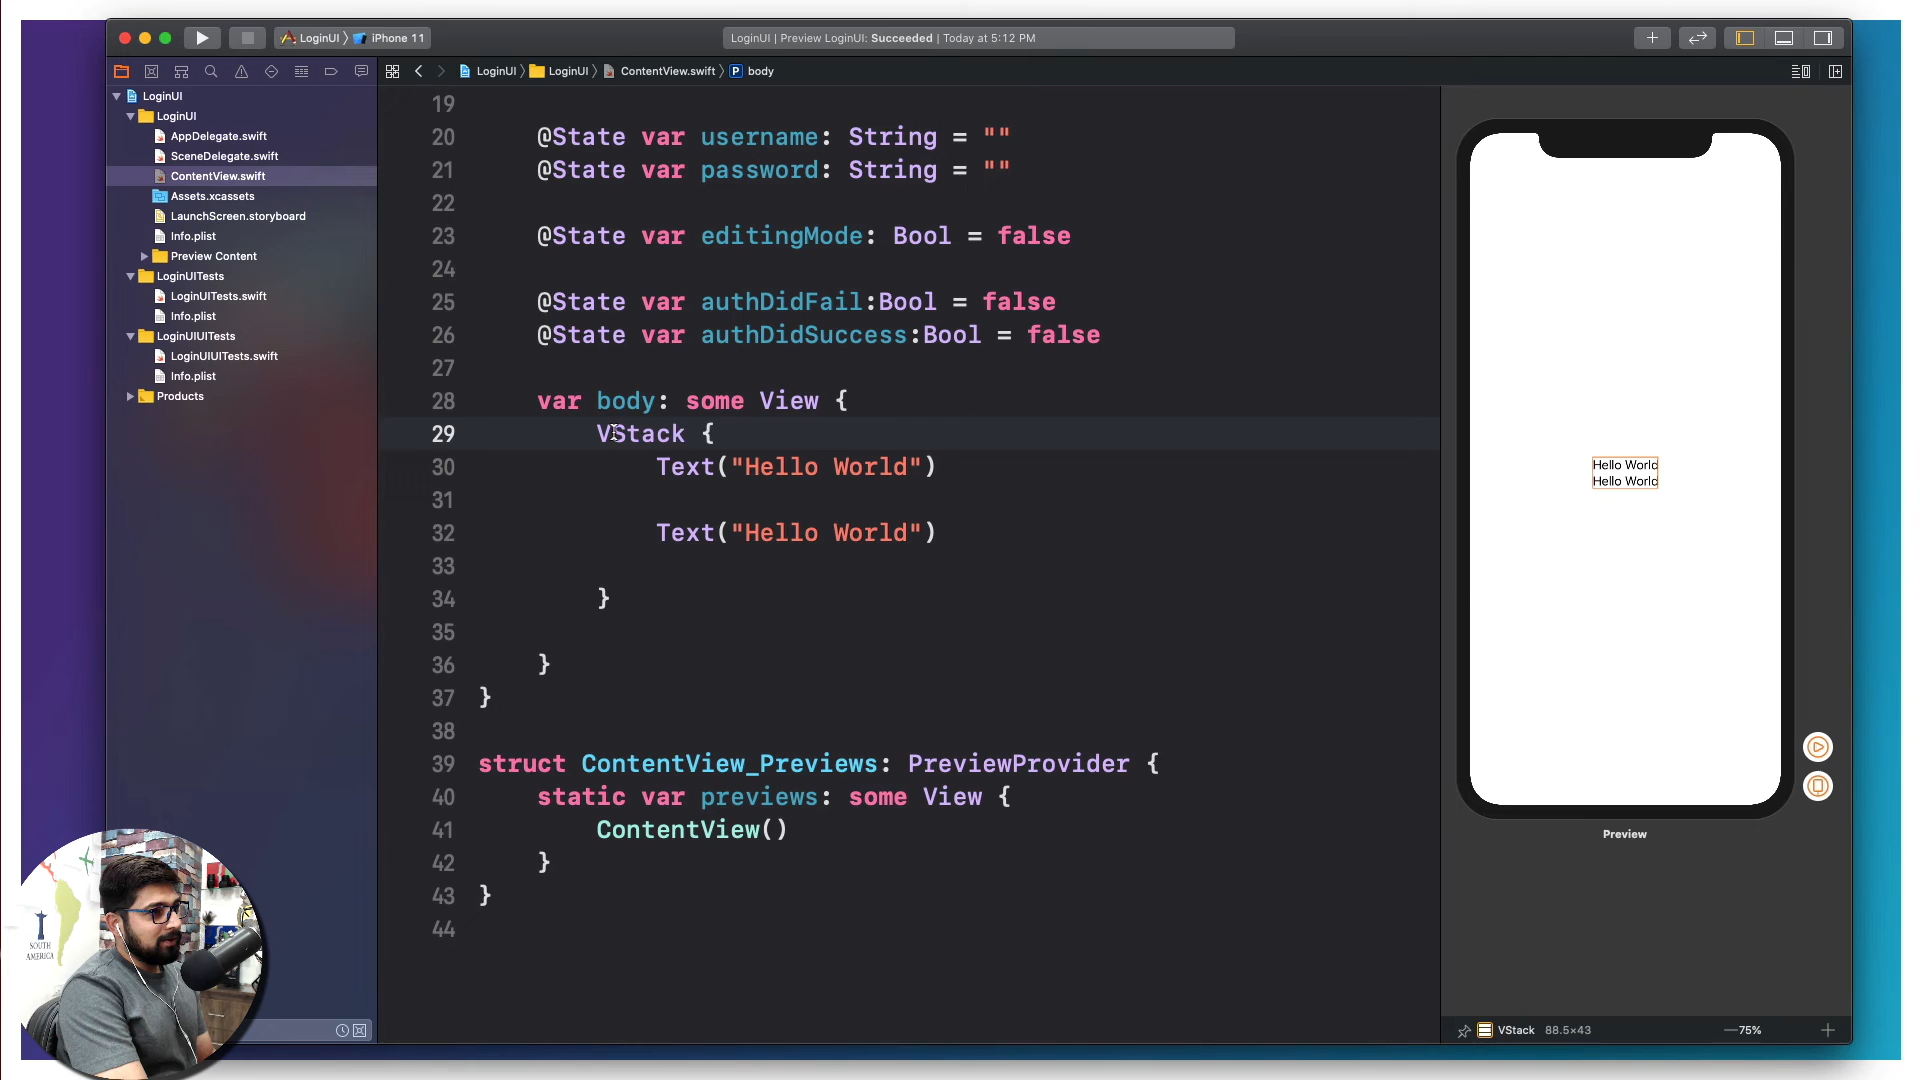 LoginUI iPhone 11
LoginUI | Preview LoginUI: Succeeded | Today at 5:12 PM
LoginUI LoginUI ContentView.swift P body
LoginUI
LoginUI
AppDelegate.swift
SceneDelegate.swift
ContentView.swift
Assets.xcassets
LaunchScreen.storyboard
Info.plist
Preview Content
LoginUITests
LoginUITests.swift
Info.plist
LoginUIUITests
LoginUIUITests.swift
Info.plist
Products
19
20 @State var username: String = ""
21 @State var password: String = ""
22
23 @State var editingMode: Bool = false
24
25 @State var authDidFail:Bool = false
26 @State var authDidSuccess:Bool = false
27
28 var body: some View {
29 VStack {
30 Text("Hello World")
31
32 Text("Hello World")
33
34 }
35
36 }
37 }
38
39 struct ContentView_Previews: PreviewProvider {
40 static var previews: some View {
41 ContentView()
42 }
43 }
44
Hello World
Hello World
Preview
VStack 88.5×43
75%
SOUTH
AMERICA